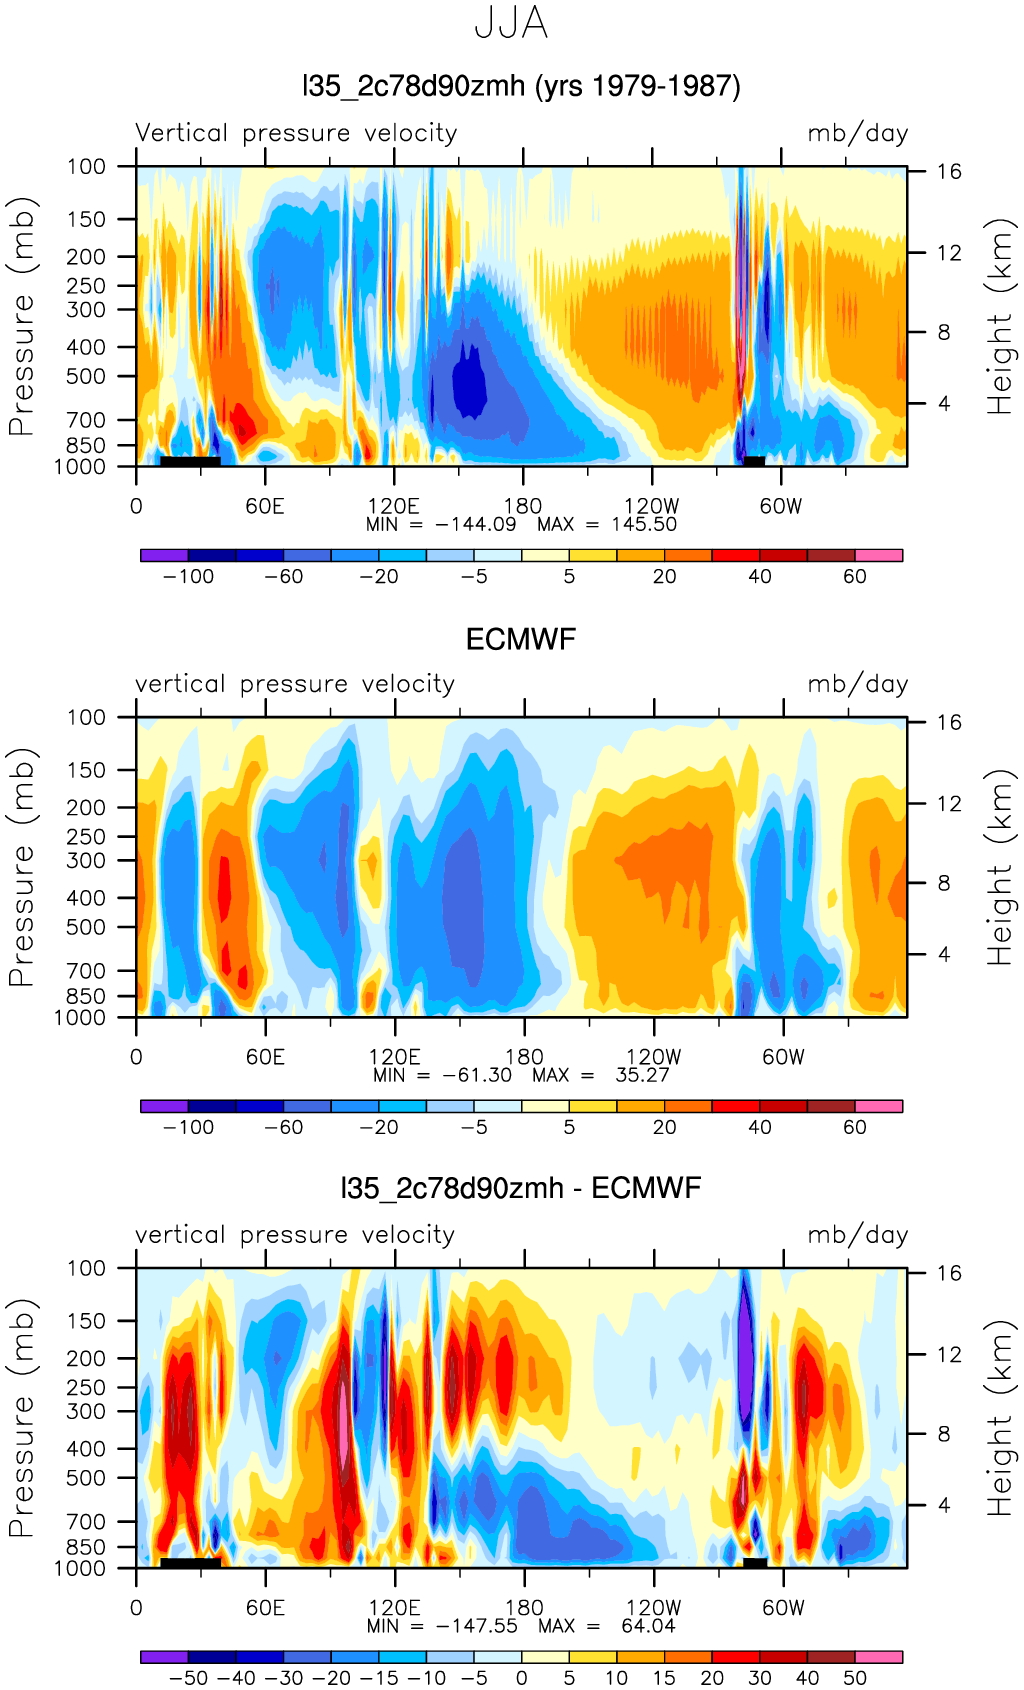 JJA
l35_2c78d90zmh (yrs 1979-1987)
Vertical pressure velocity mb/day
Pressure (mb)
100
150
200
250
300
400
500
700
850
1000
16
12
8
4
Height (km)
0 60E 120E 180 120W 60W
MIN = -144.09 MAX = 145.50
-100 -60 -20 -5 5 20 40 60
ECMWF
vertical pressure velocity mb/day
Pressure (mb)
100
150
200
250
300
400
500
700
850
1000
16
12
8
4
Height (km)
0 60E 120E 180 120W 60W
MIN = -61.30 MAX = 35.27
-100 -60 -20 -5 5 20 40 60
l35_2c78d90zmh - ECMWF
vertical pressure velocity mb/day
Pressure (mb)
100
150
200
250
300
400
500
700
850
1000
16
12
8
4
Height (km)
0 60E 120E 180 120W 60W
MIN = -147.55 MAX = 64.04
-50 -40 -30 -20 -15 -10 -5 0 5 10 15 20 30 40 50